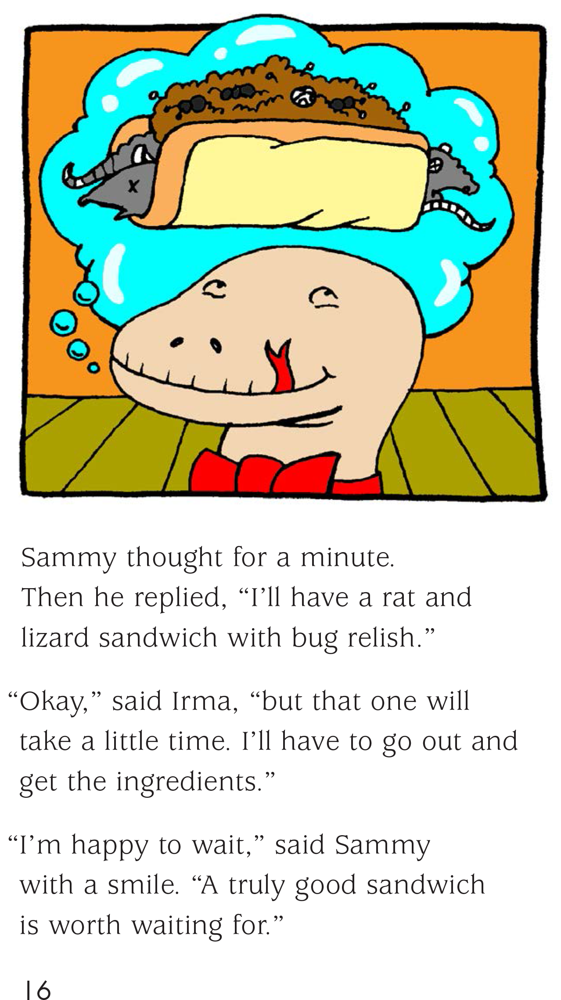 Sammy thought for a minute.
Then he replied, “I’ll have a rat and
lizard sandwich with bug relish.”
“Okay,” said Irma, “but that one will
take a little time. I’ll have to go out and
get the ingredients.”
“I’m happy to wait,” said Sammy
with a smile. “A truly good sandwich
is worth waiting for.”
16